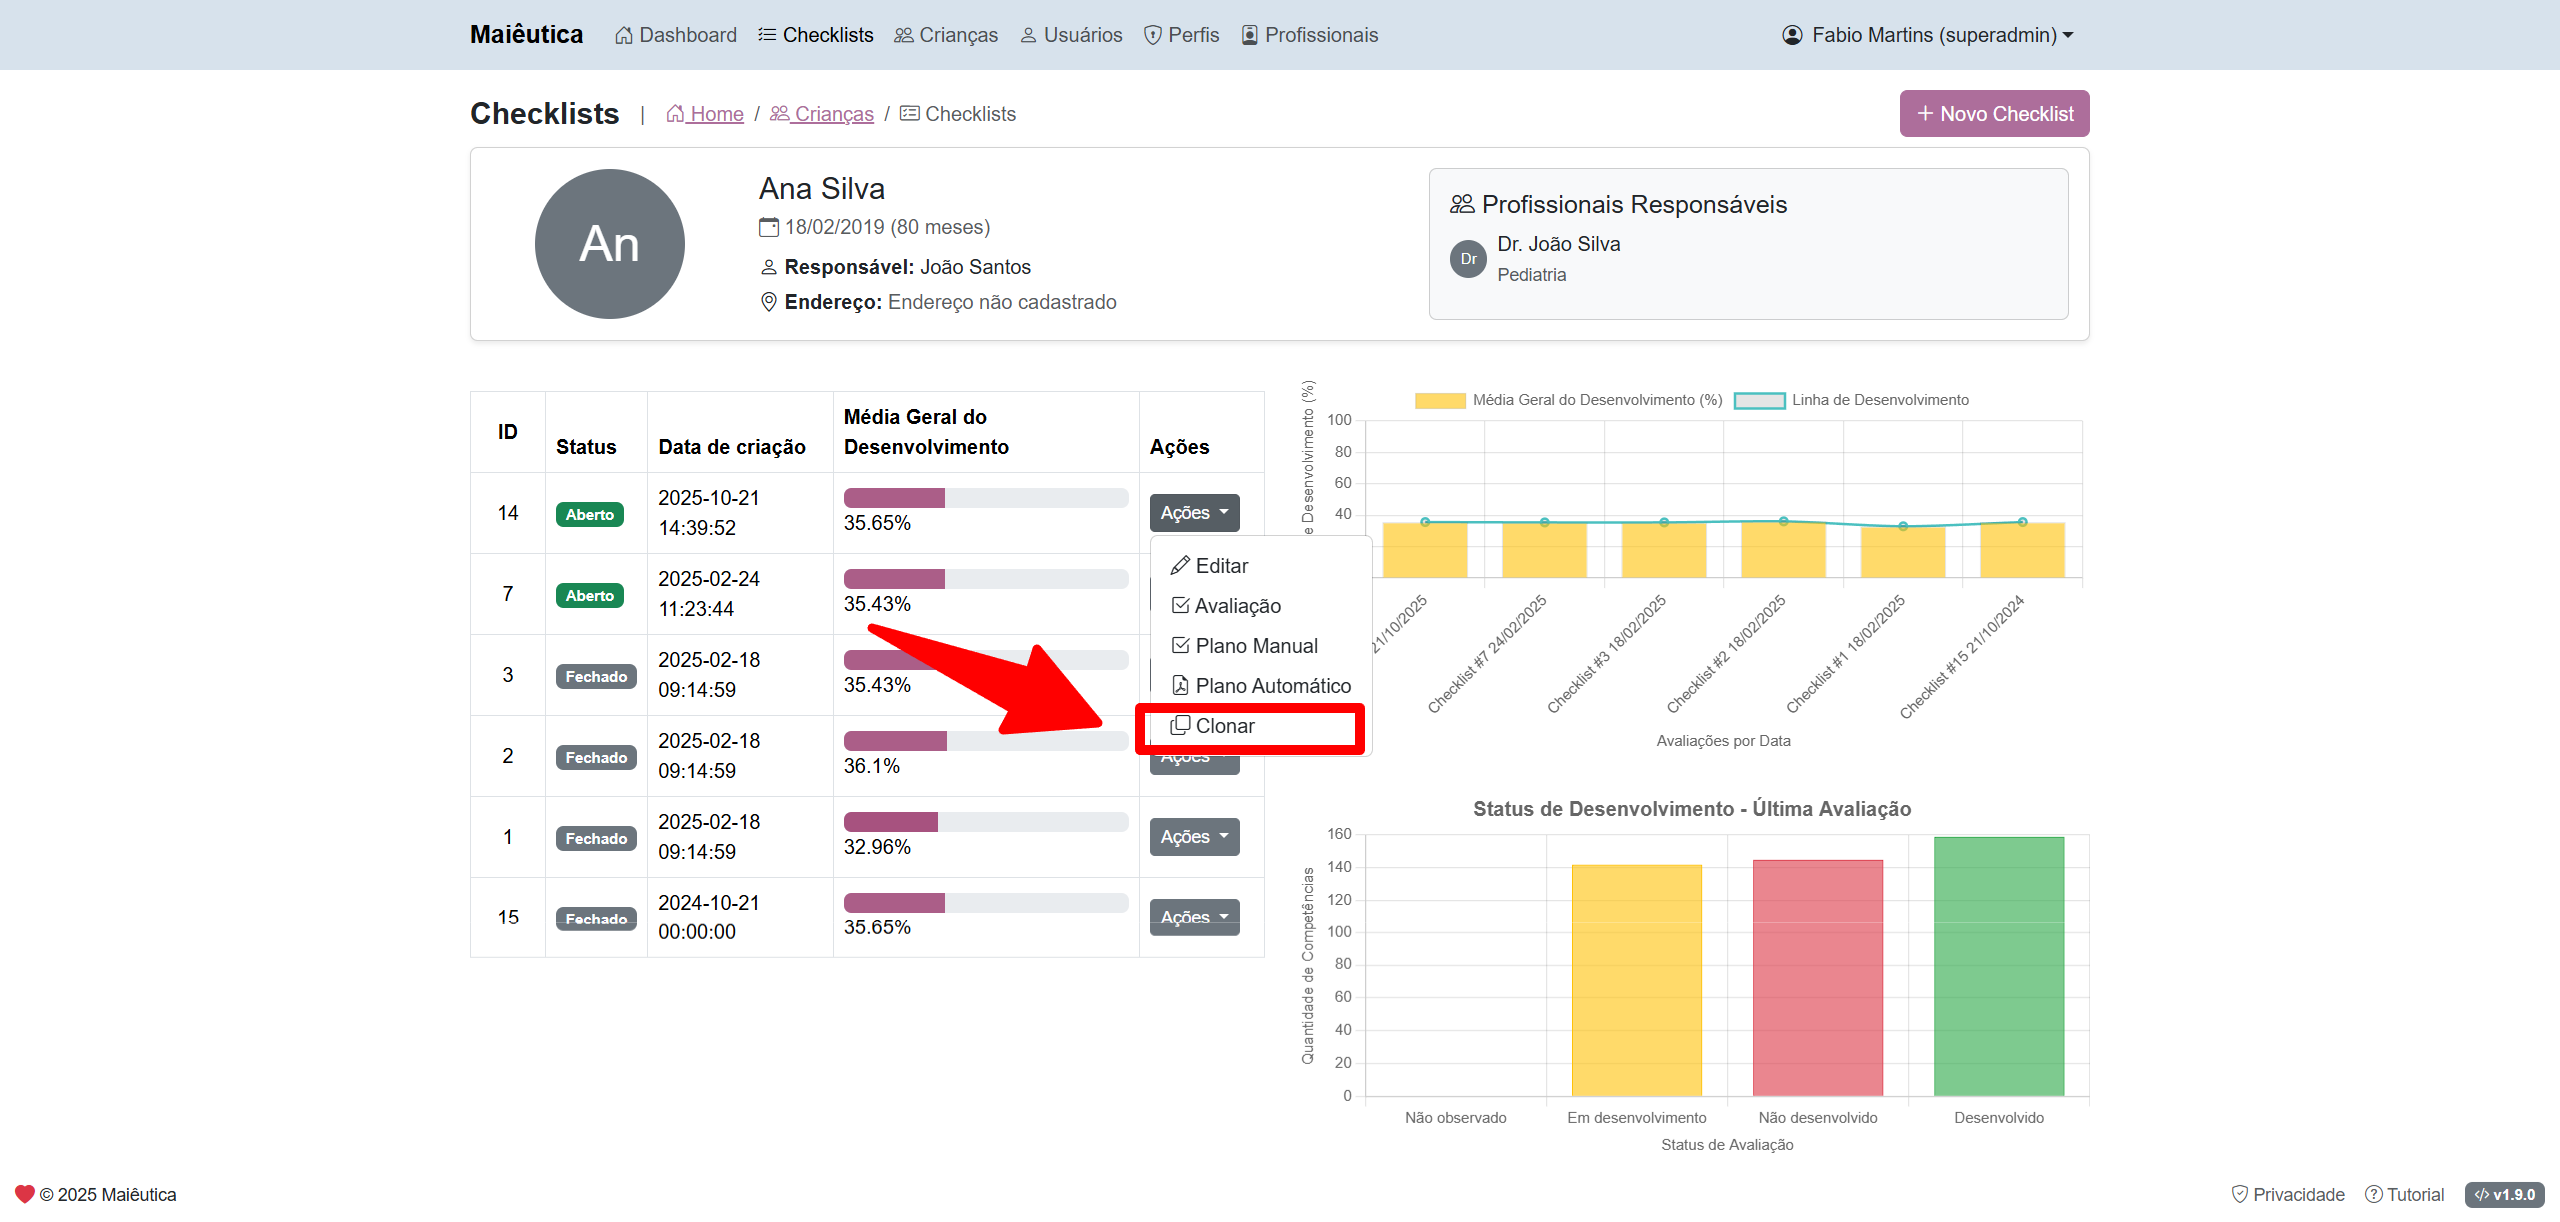 Maiêutica Dashboard Checklists Crianças Usuários Perfis Profissionais Fabio Martins (superadmin)
Checklists | Home / Crianças / Checklists + Novo Checklist
An
Ana Silva
18/02/2019 (80 meses)
Responsável: João Santos
Endereço: Endereço não cadastrado
Profissionais Responsáveis
Dr
Dr. João Silva
Pediatria
ID Status Data de criação Média Geral do Desenvolvimento Ações
14 Aberto 2025-10-21 14:39:52 35.65% Ações
7 Aberto 2025-02-24 11:23:44 35.43%
3 Fechado 2025-02-18 09:14:59 35.43%
2 Fechado 2025-02-18 09:14:59 36.1% Ações
1 Fechado 2025-02-18 09:14:59 32.96% Ações
15 Fechado 2024-10-21 00:00:00 35.65% Ações
Editar
Avaliação
Plano Manual
Plano Automático
Clonar
Média Geral do Desenvolvimento (%) Linha de Desenvolvimento
e Desenvolvimento (%)
100
80
60
40
21/10/2025
Checklist #7 24/02/2025
Checklist #3 18/02/2025
Checklist #2 18/02/2025
Checklist #1 18/02/2025
Checklist #15 21/10/2024
Avaliações por Data
Status de Desenvolvimento - Última Avaliação
Quantidade de Competências
160
140
120
100
80
60
40
20
0
Não observado Em desenvolvimento Não desenvolvido Desenvolvido
Status de Avaliação
© 2025 Maiêutica Privacidade Tutorial v1.9.0